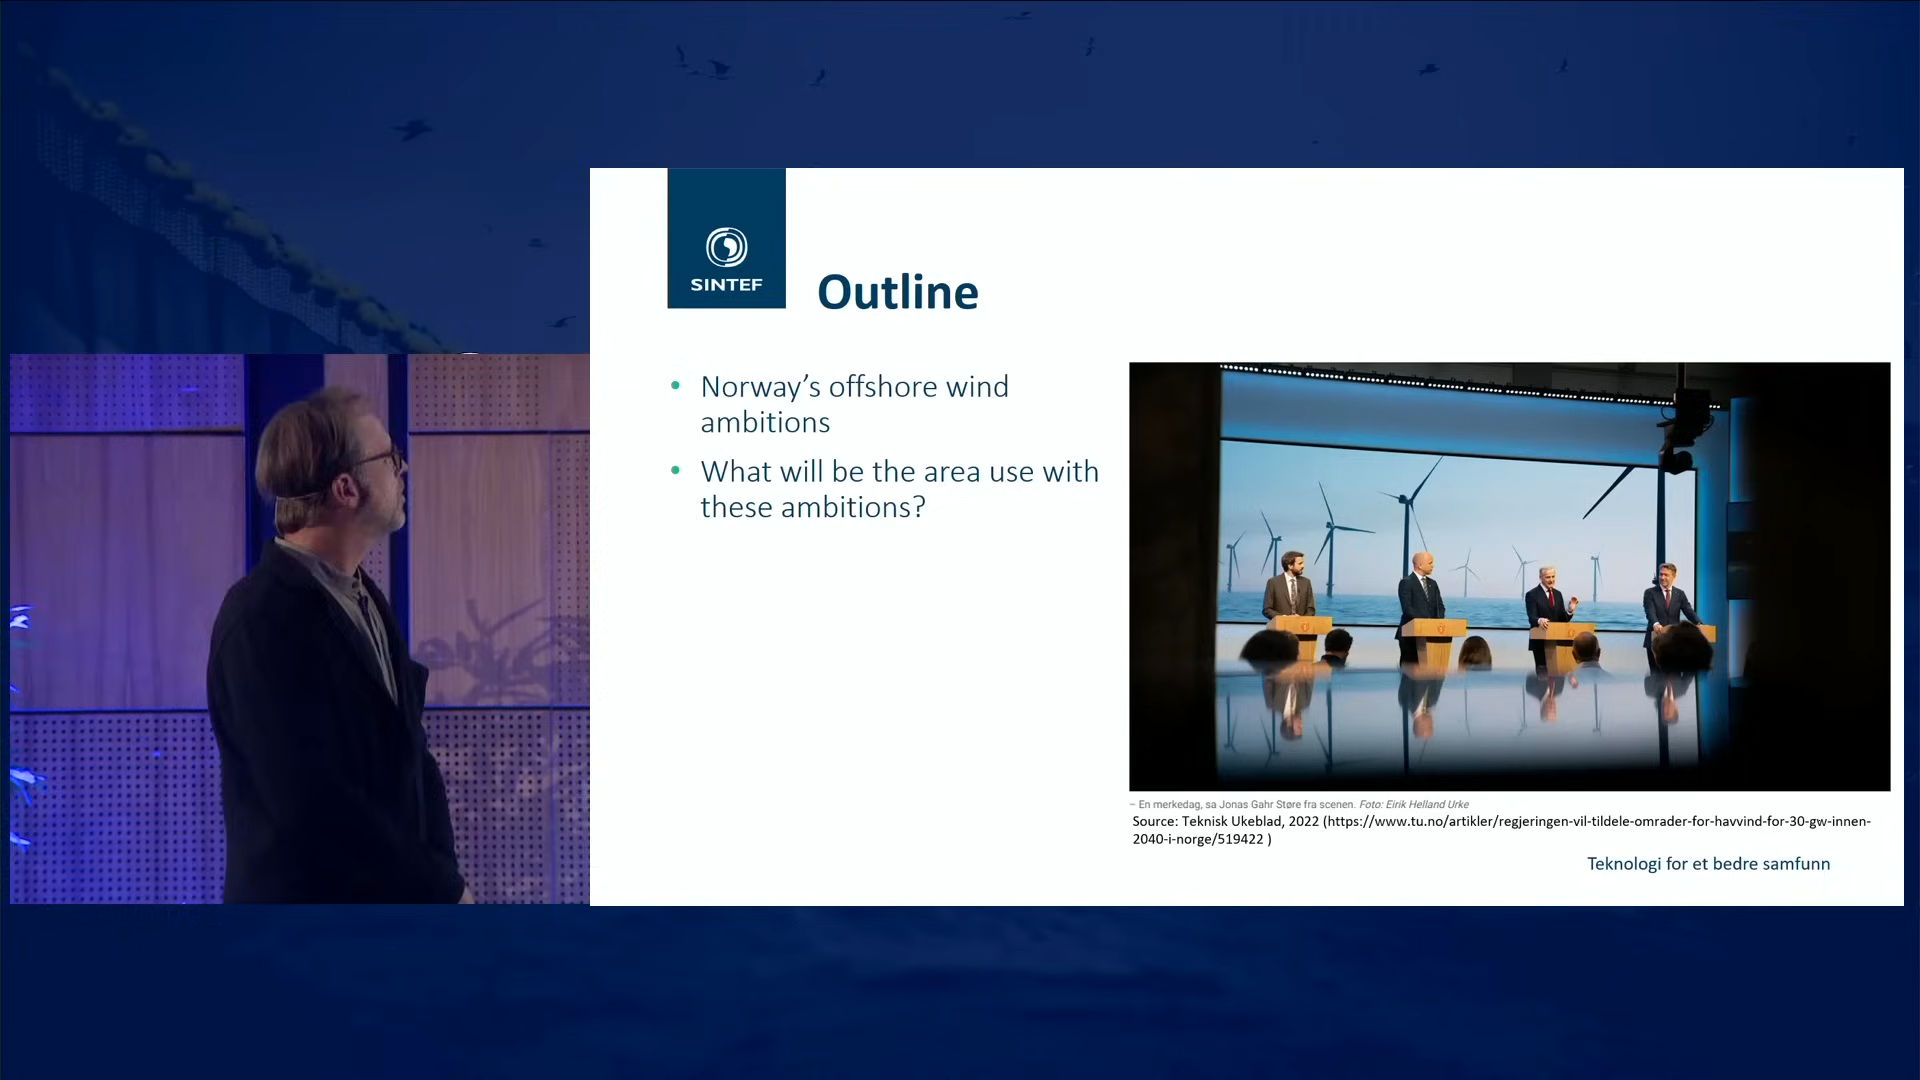 SINTEF
Outline
• Norway’s offshore wind
ambitions
• What will be the area use with
these ambitions?
– En merkedag, sa Jonas Gahr Støre fra scenen. Foto: Eirik Helland Urke
Source: Teknisk Ukeblad, 2022 (https://www.tu.no/artikler/regjeringen-vil-tildele-omrader-for-havvind-for-30-gw-innen-
2040-i-norge/519422 )
Teknologi for et bedre samfunn